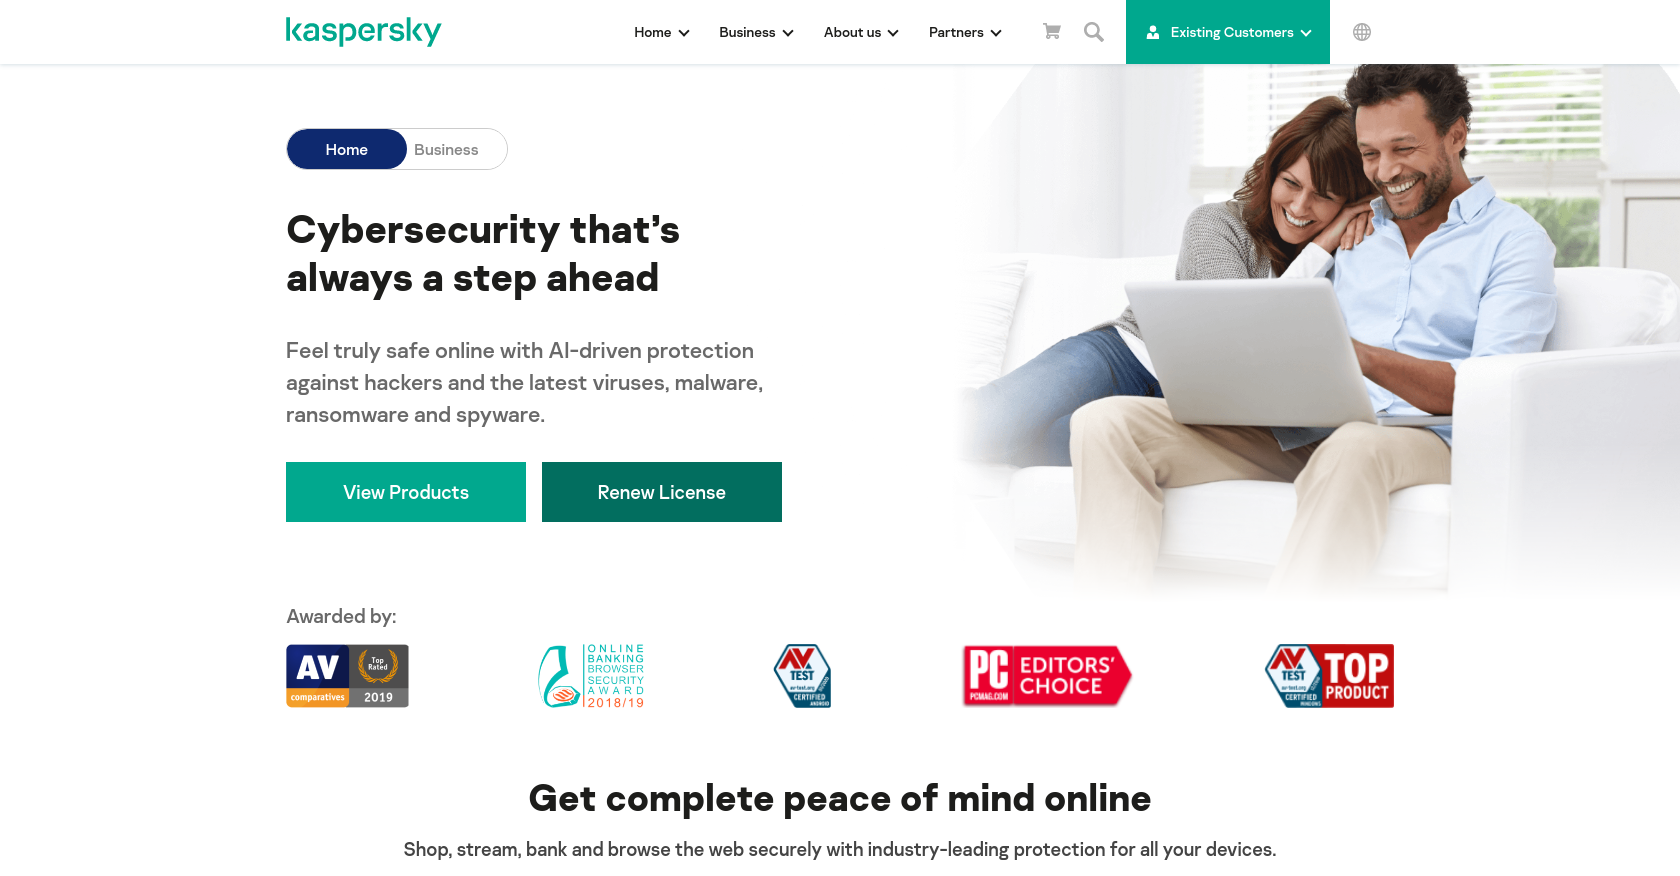 kaspersky
Home
Business
About us
Partners
Existing Customers
Home
Business
Cybersecurity that's
always a step ahead
Feel truly safe online with AI-driven protection
against hackers and the latest viruses, malware,
ransomware and spyware.
View Products
Renew License
Awarded by:
AV
comparatives
Top
Rated
2019
ONLINE
BANKING
BROWSER
SECURITY
AWARD
2018/19
AV
TEST
av-test.org
CERTIFIED
ANDROID
PC
PCMAG.COM
EDITORS'
CHOICE
AV
TEST
av-test.org
CERTIFIED
WINDOWS
TOP
PRODUCT
Get complete peace of mind online
Shop, stream, bank and browse the web securely with industry-leading protection for all your devices.